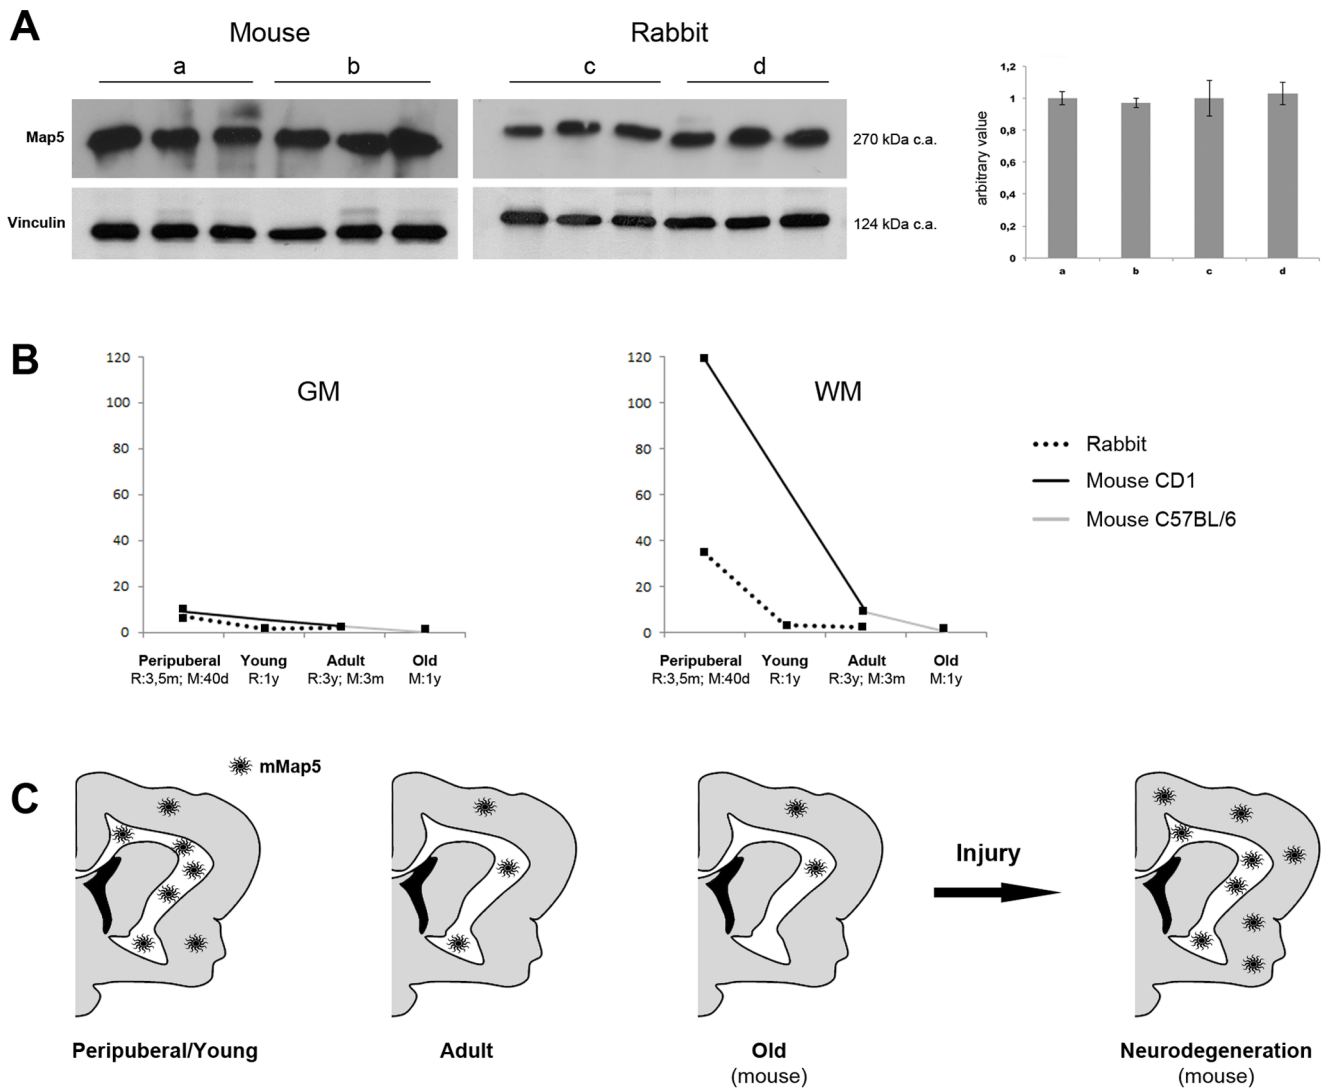 A
Mouse
Rabbit
a
b
c
d
Map5
270 kDa c.a.
Vinculin
124 kDa c.a.
arbitrary value
1,2
1
0,8
0,6
0,4
0,2
0
a
b
c
d
B
GM
120
100
80
60
40
20
0
Peripuberal
Young
Adult
Old
R:3,5m; M:40d
R:1y
R:3y; M:3m
M:1y
WM
120
100
80
60
40
20
0
Peripuberal
Young
Adult
Old
R:3,5m; M:40d
R:1y
R:3y; M:3m
M:1y
Rabbit
Mouse CD1
Mouse C57BL/6
C
mMap5
Injury
Peripuberal/Young
Adult
Old
(mouse)
Neurodegeneration
(mouse)